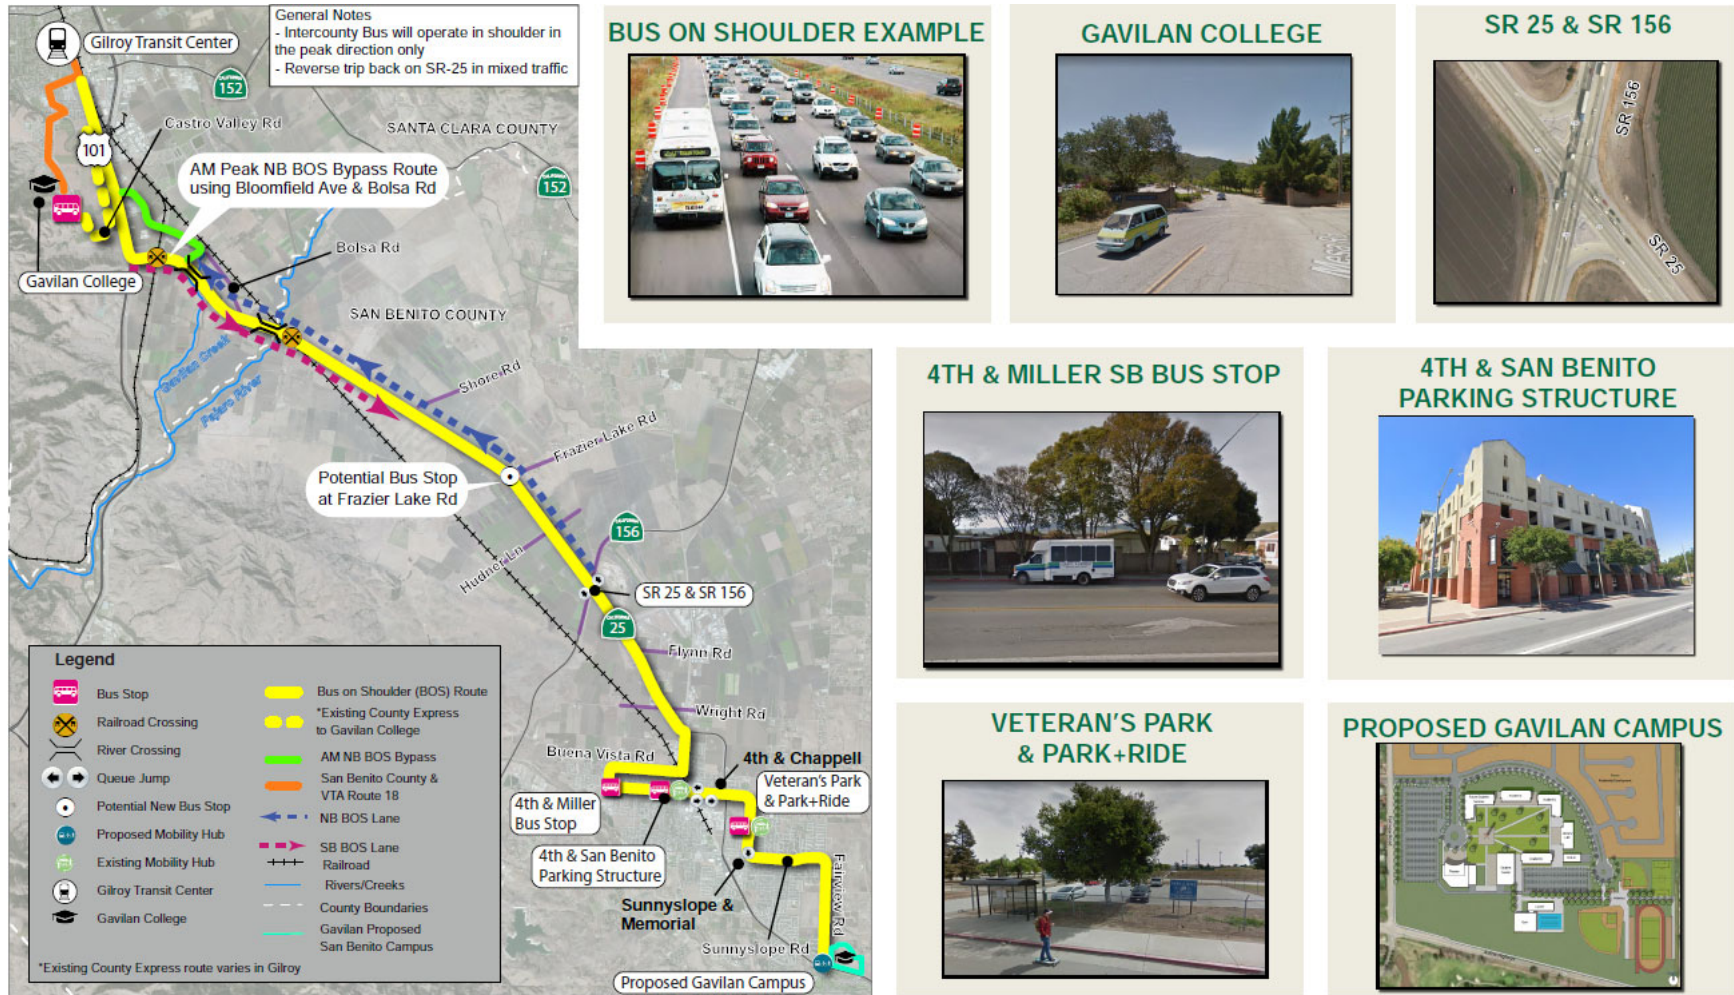 Gilroy Transit Center
General Notes
- Intercounty Bus will operate in shoulder in
the peak direction only
- Reverse trip back on SR-25 in mixed traffic
CALIFORNIA
152
Castro Valley Rd
SANTA CLARA COUNTY
101
AM Peak NB BOS Bypass Route
using Bloomfield Ave & Bolsa Rd
CALIFORNIA
152
Bolsa Rd
Gavilan College
SAN BENITO COUNTY
Gavilan Creek
Pajaro River
Shore Rd
Frazier Lake Rd
Potential Bus Stop
at Frazier Lake Rd
CALIFORNIA
156
Hudner Ln
SR 25 & SR 156
CALIFORNIA
25
Flynn Rd
Wright Rd
Buena Vista Rd
4th & Chappell
Veteran's Park
& Park+Ride
4th & Miller
Bus Stop
4th & San Benito
Parking Structure
Sunnyslope &
Memorial
Fairview Rd
Sunnyslope Rd
Proposed Gavilan Campus
Legend
Bus Stop
Railroad Crossing
River Crossing
Queue Jump
Potential New Bus Stop
Proposed Mobility Hub
Existing Mobility Hub
Gilroy Transit Center
Gavilan College
Bus on Shoulder (BOS) Route
*Existing County Express
to Gavilan College
AM NB BOS Bypass
San Benito County &
VTA Route 18
NB BOS Lane
SB BOS Lane
Railroad
Rivers/Creeks
County Boundaries
Gavilan Proposed
San Benito Campus
*Existing County Express route varies in Gilroy
BUS ON SHOULDER EXAMPLE
GAVILAN COLLEGE
SR 25 & SR 156
SR 156
SR 25
4TH & MILLER SB BUS STOP
4TH & SAN BENITO
PARKING STRUCTURE
VETERAN'S PARK
& PARK+RIDE
PROPOSED GAVILAN CAMPUS